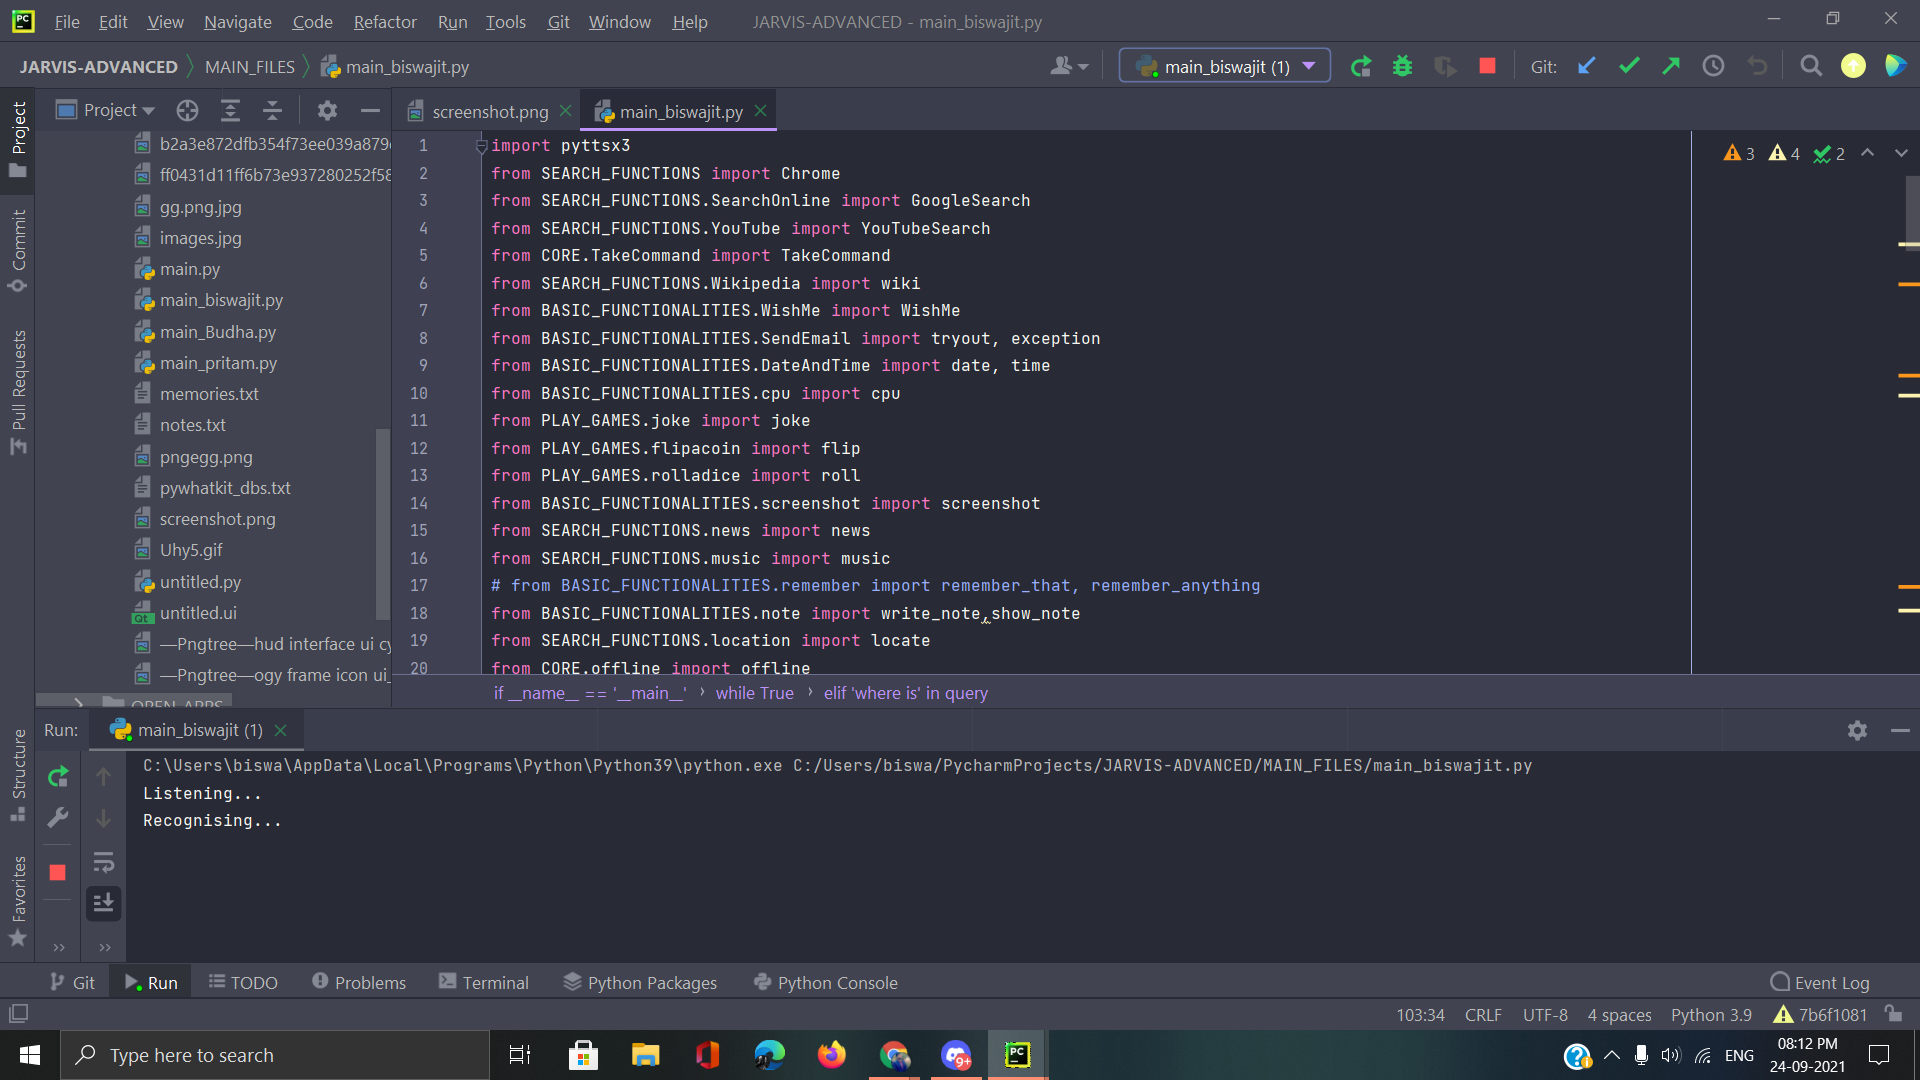 PC File Edit View Navigate Code Refactor Run Tools Git Window Help JARVIS-ADVANCED - main_biswajit.py
JARVIS-ADVANCED MAIN_FILES main_biswajit.py main_biswajit (1) Git:
Project screenshot.png main_biswajit.py
Project
Commit
Pull Requests
Structure
Favorites
b2a3e872dfb354f73ee039a879
ff0431d11ff6b73e937280252f58
gg.png.jpg
images.jpg
main.py
main_biswajit.py
main_Budha.py
main_pritam.py
memories.txt
notes.txt
pngegg.png
pywhatkit_dbs.txt
screenshot.png
Uhy5.gif
untitled.py
Qt untitled.ui
—Pngtree—hud interface ui cy
—Pngtree—ogy frame icon ui_
OPEN_APPS
3 4 2
1 import pyttsx3
2 from SEARCH_FUNCTIONS import Chrome
3 from SEARCH_FUNCTIONS.SearchOnline import GoogleSearch
4 from SEARCH_FUNCTIONS.YouTube import YouTubeSearch
5 from CORE.TakeCommand import TakeCommand
6 from SEARCH_FUNCTIONS.Wikipedia import wiki
7 from BASIC_FUNCTIONALITIES.WishMe import WishMe
8 from BASIC_FUNCTIONALITIES.SendEmail import tryout, exception
9 from BASIC_FUNCTIONALITIES.DateAndTime import date, time
10 from BASIC_FUNCTIONALITIES.cpu import cpu
11 from PLAY_GAMES.joke import joke
12 from PLAY_GAMES.flipacoin import flip
13 from PLAY_GAMES.rolladice import roll
14 from BASIC_FUNCTIONALITIES.screenshot import screenshot
15 from SEARCH_FUNCTIONS.news import news
16 from SEARCH_FUNCTIONS.music import music
17 # from BASIC_FUNCTIONALITIES.remember import remember_that, remember_anything
18 from BASIC_FUNCTIONALITIES.note import write_note,show_note
19 from SEARCH_FUNCTIONS.location import locate
20 from CORE.offline import offline
if __name__ == '__main__' › while True › elif 'where is' in query
Run: main_biswajit (1)
C:\Users\biswa\AppData\Local\Programs\Python\Python39\python.exe C:/Users/biswa/PycharmProjects/JARVIS-ADVANCED/MAIN_FILES/main_biswajit.py
Listening...
Recognising...
Git Run TODO Problems Terminal Python Packages Python Console Event Log
103:34 CRLF UTF-8 4 spaces Python 3.9 7b6f1081
Type here to search 9+ PC ENG 08:12 PM
24-09-2021